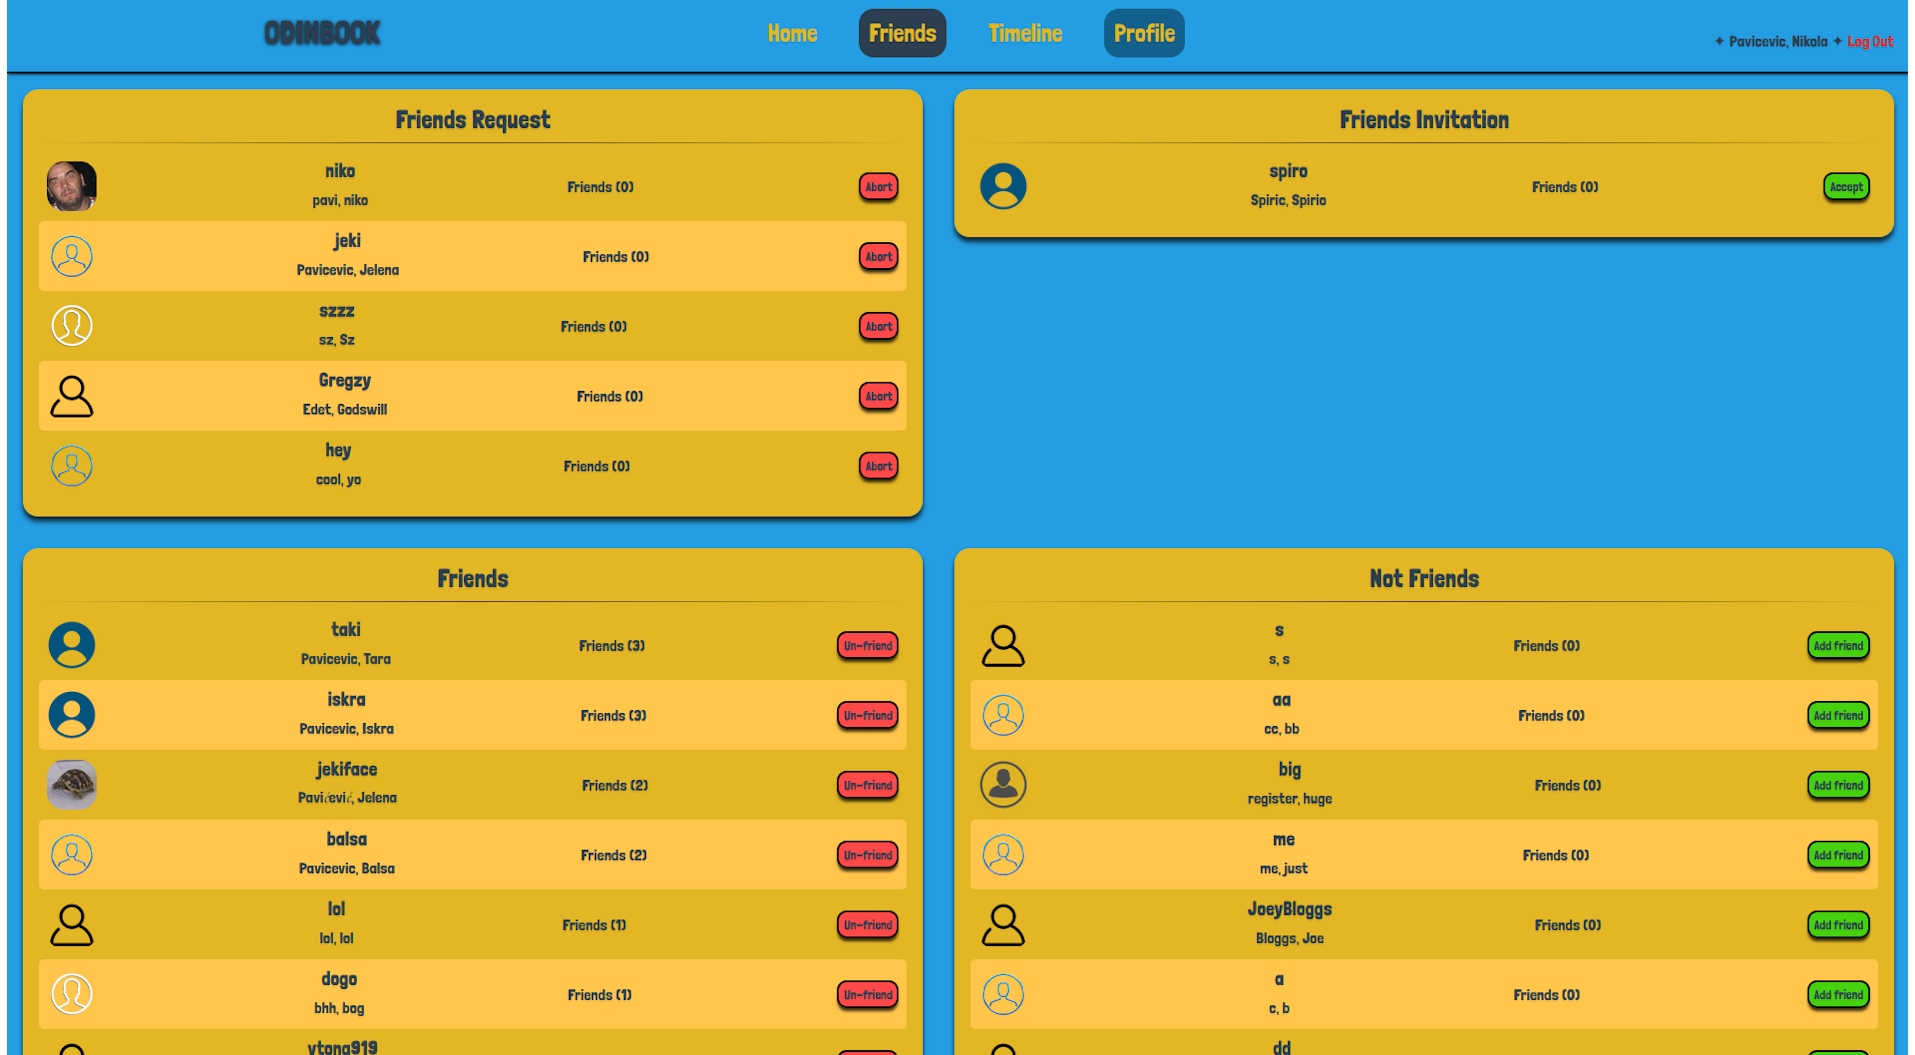 ODINBOOK
Home Friends Timeline Profile
✦ Pavicevic, Nikola ✦ Log Out
Friends Request
niko
pavi, niko
Friends (0)
Abort
jeki
Pavicevic, Jelena
Friends (0)
Abort
szzz
sz, Sz
Friends (0)
Abort
Gregzy
Edet, Godswill
Friends (0)
Abort
hey
cool, yo
Friends (0)
Abort
Friends Invitation
spiro
Spiric, Spirio
Friends (0)
Accept
Friends
taki
Pavicevic, Tara
Friends (3)
Un-friend
iskra
Pavicevic, Iskra
Friends (3)
Un-friend
jekiface
Pavićević, Jelena
Friends (2)
Un-friend
balsa
Pavicevic, Balsa
Friends (2)
Un-friend
lol
lol, lol
Friends (1)
Un-friend
dogo
bhh, bog
Friends (1)
Un-friend
ytong919
Not Friends
s
s, s
Friends (0)
Add friend
aa
cc, bb
Friends (0)
Add friend
big
register, huge
Friends (0)
Add friend
me
me, just
Friends (0)
Add friend
JoeyBloggs
Bloggs, Joe
Friends (0)
Add friend
a
c, b
Friends (0)
Add friend
dd